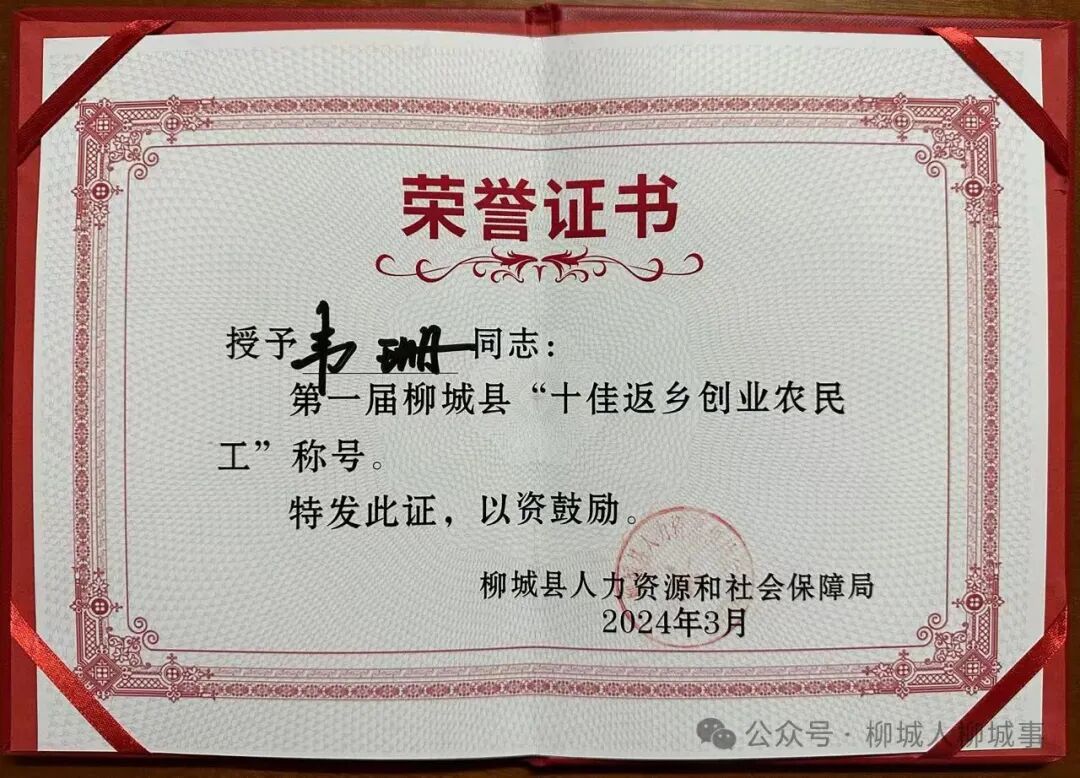 荣誉证书
授予韦珊同志：
第一届柳城县“十佳返乡创业农民
工”称号。
特发此证，以资鼓励。
柳城县人力资源和社会保障局
2024年3月
公众号·柳城人柳城事